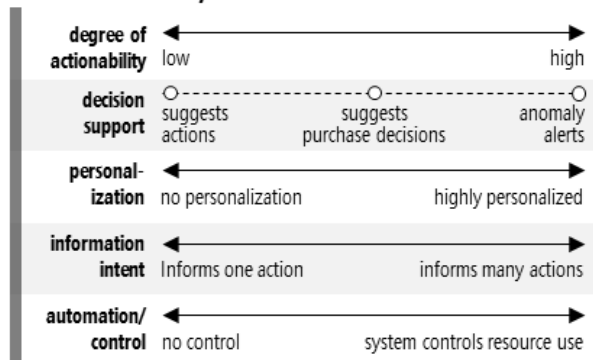 degree of
actionability
low
high
decision
support
suggests
actions
suggests
purchase decisions
anomaly
alerts
personal-
ization
no personalization
highly personalized
information
intent
Informs one action
informs many actions
automation/
control
no control
system controls resource use